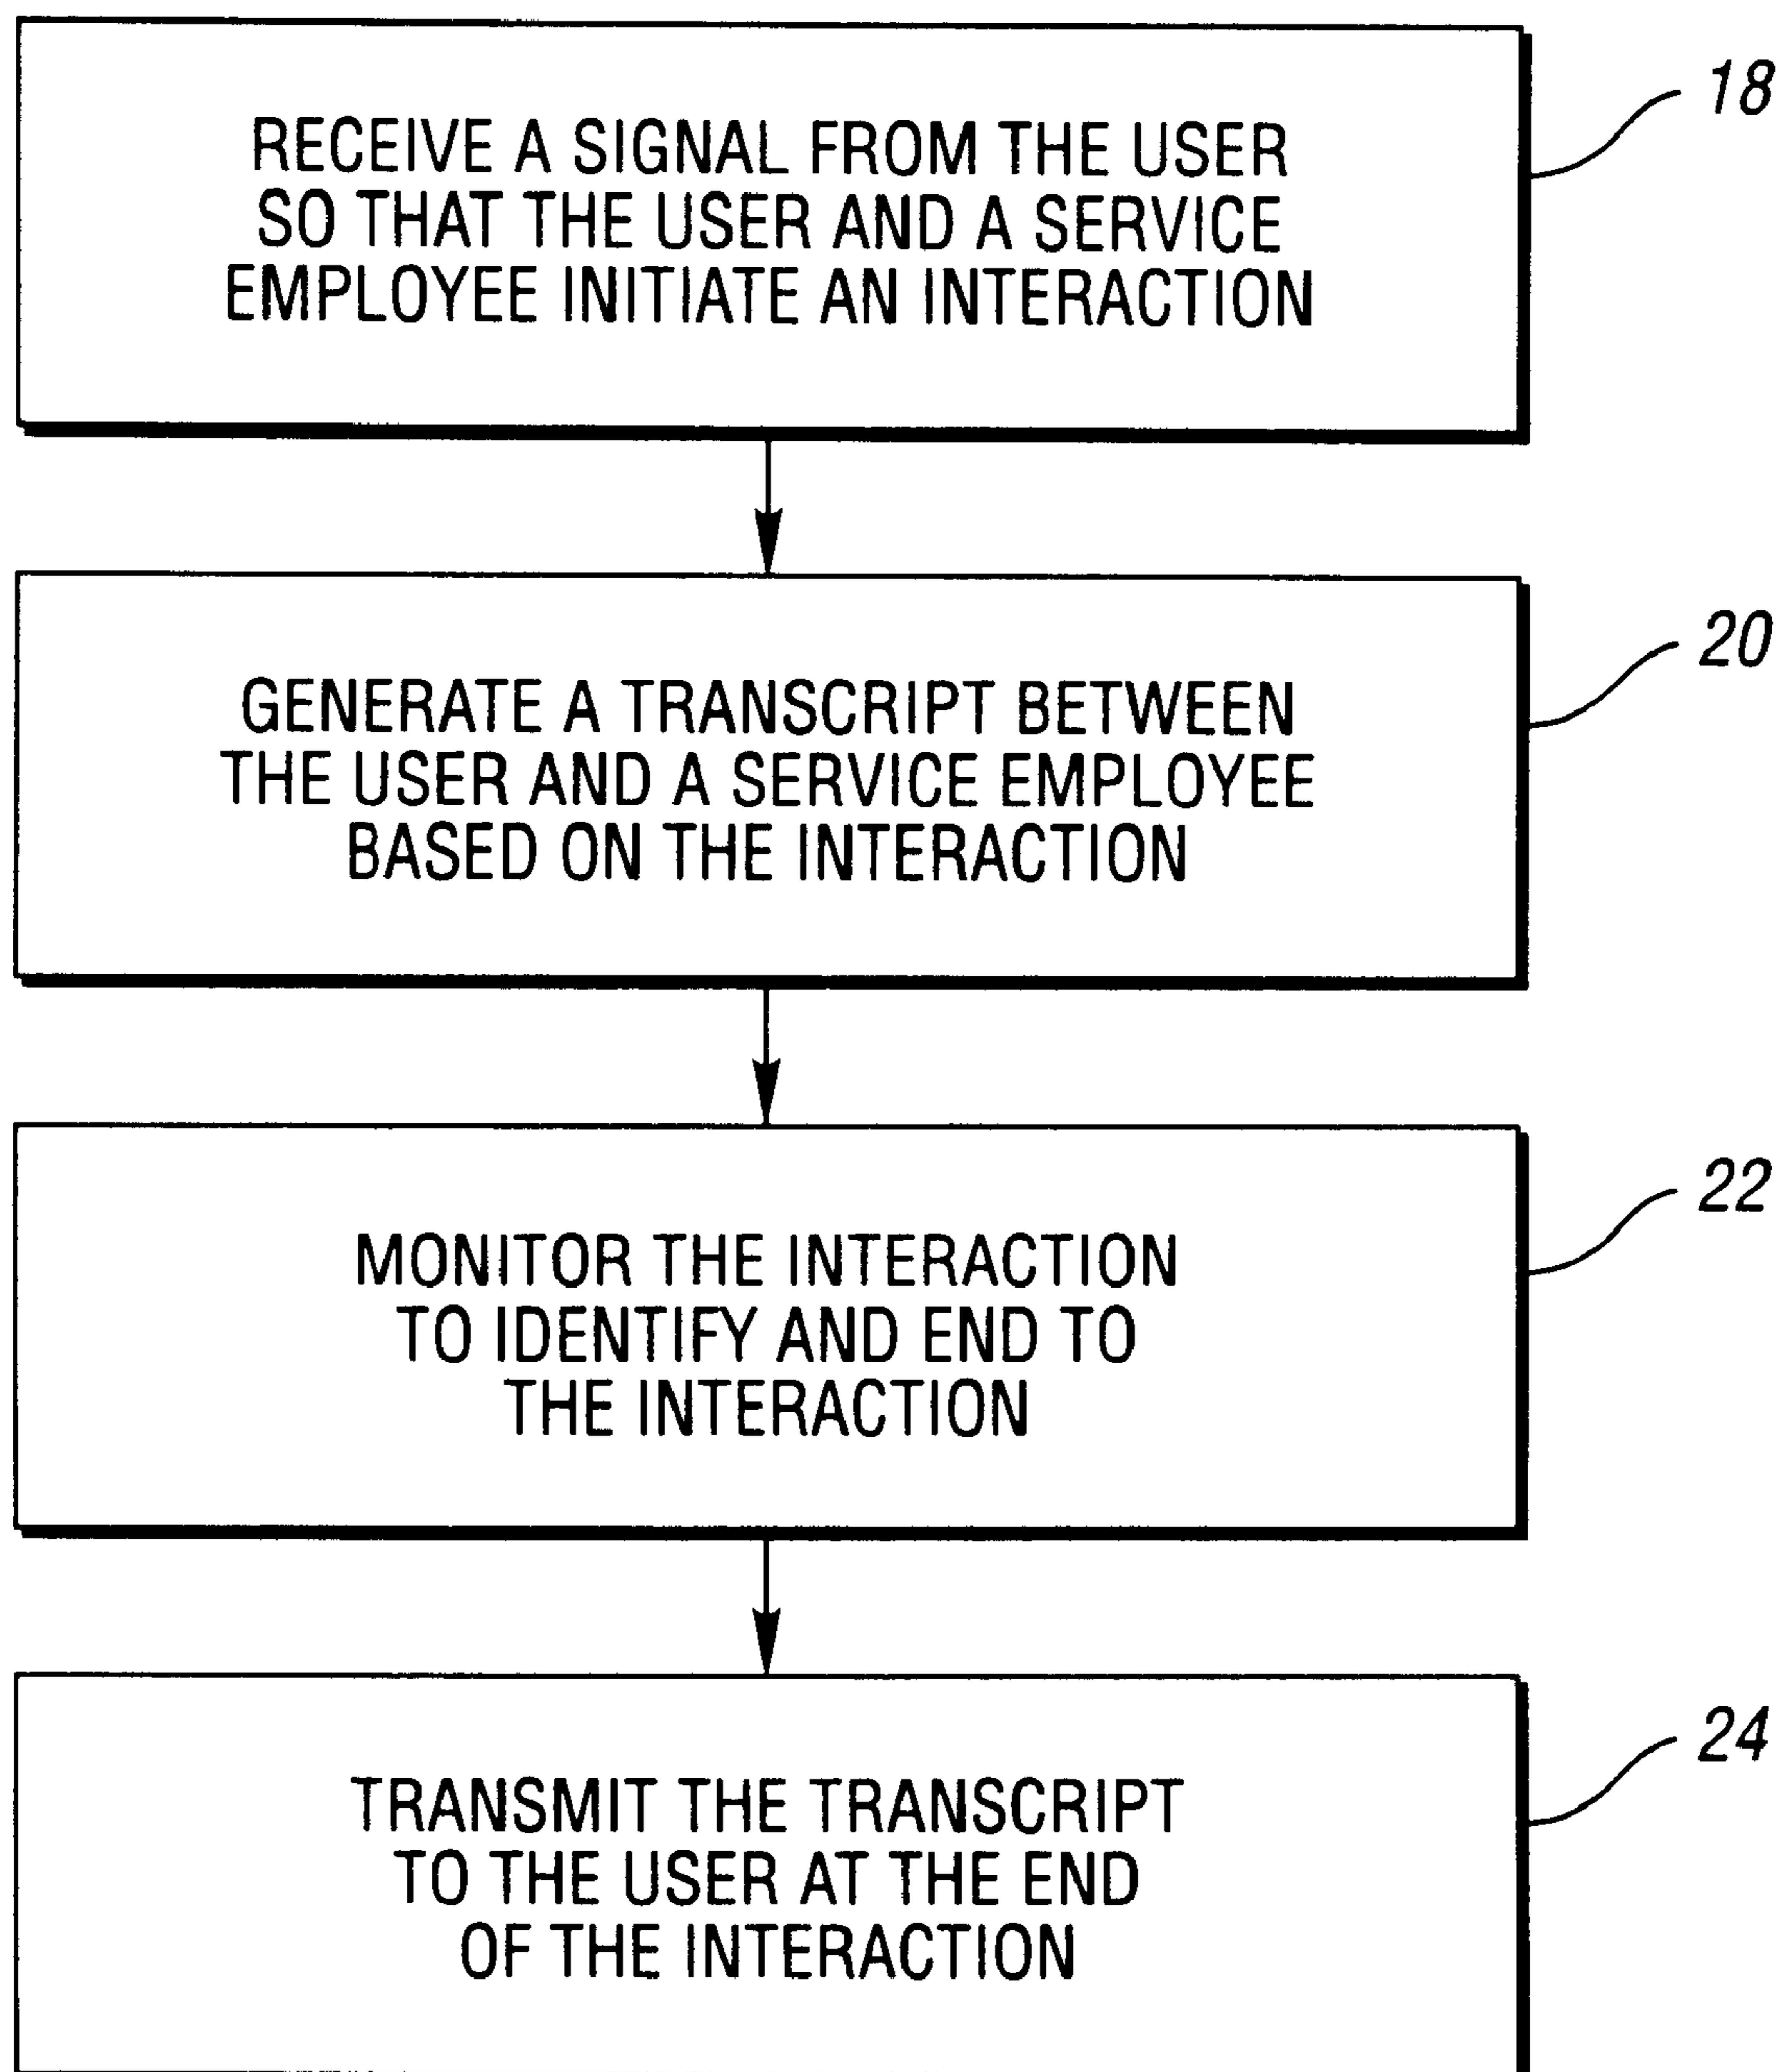 RECEIVE A SIGNAL FROM THE USER
SO THAT THE USER AND A SERVICE
EMPLOYEE INITIATE AN INTERACTION
18
GENERATE A TRANSCRIPT BETWEEN
THE USER AND A SERVICE EMPLOYEE
BASED ON THE INTERACTION
20
MONITOR THE INTERACTION
TO IDENTIFY AND END TO
THE INTERACTION
22
TRANSMIT THE TRANSCRIPT
TO THE USER AT THE END
OF THE INTERACTION
24